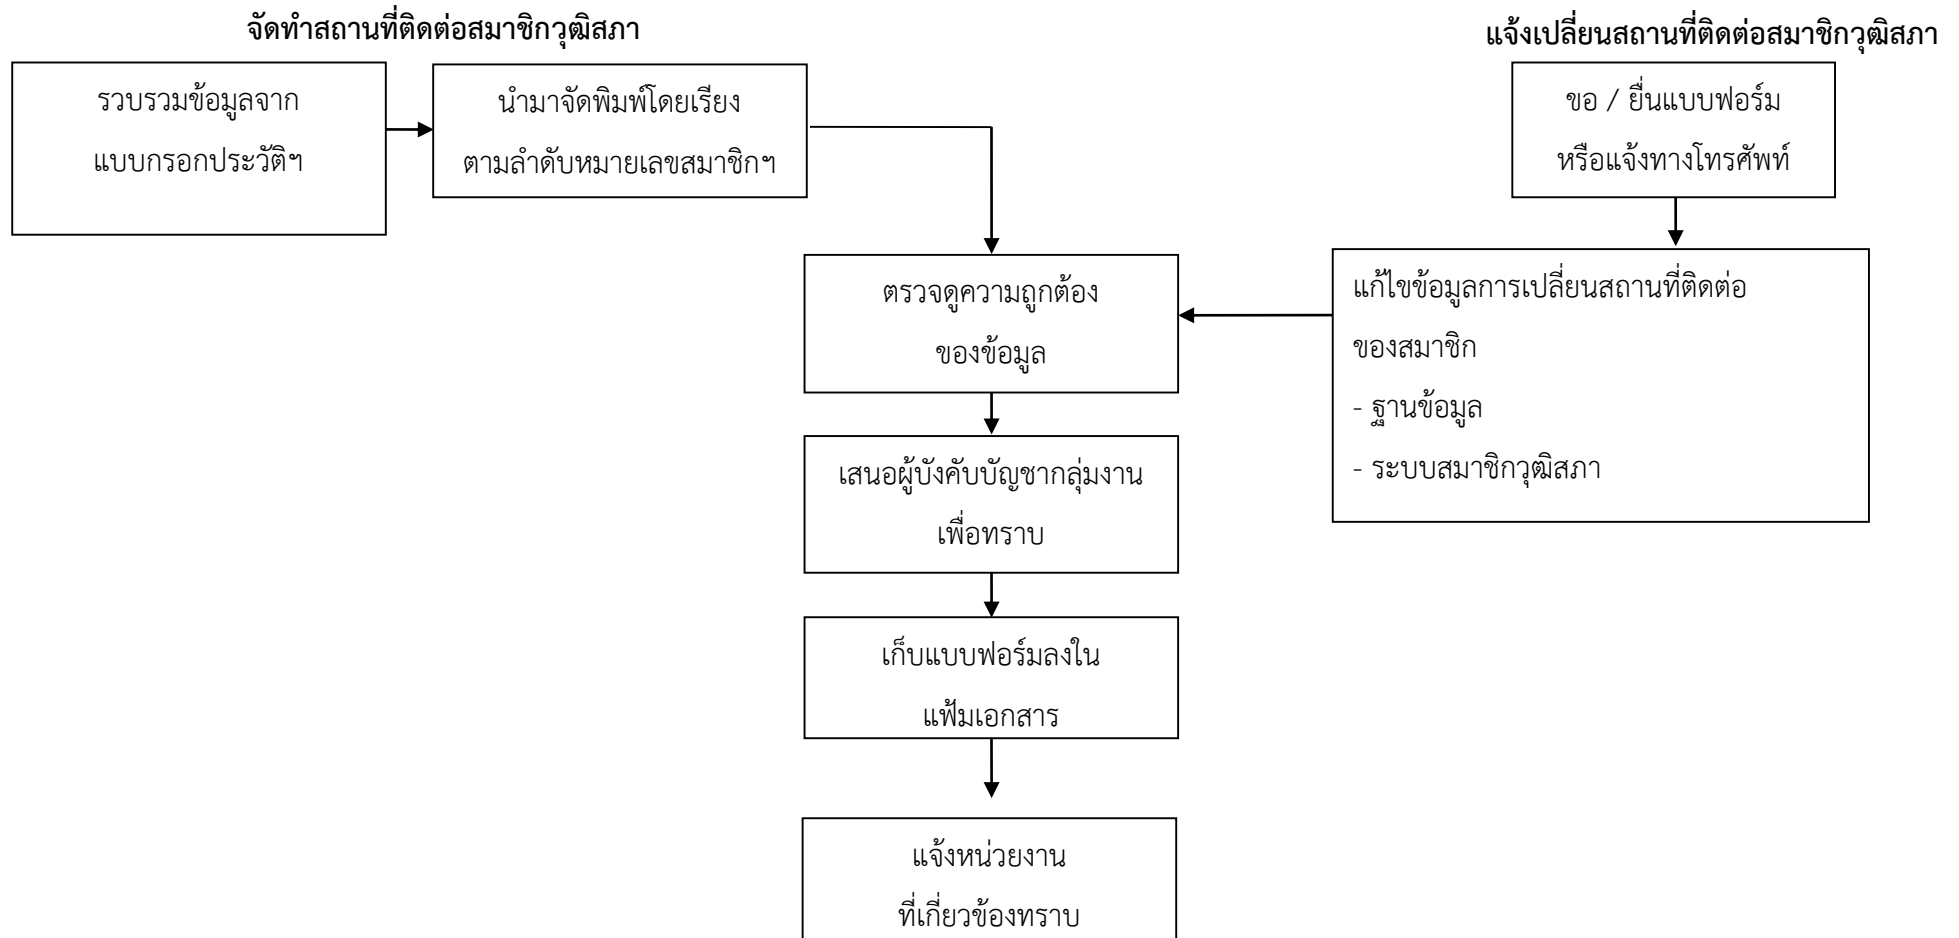 จัดทำสถานที่ติดต่อสมาชิกวุฒิสภา
แจ้งเปลี่ยนสถานที่ติดต่อสมาชิกวุฒิสภา
รวบรวมข้อมูลจาก
แบบกรอกประวัติฯ
นำมาจัดพิมพ์โดยเรียง
ตามลำดับหมายเลขสมาชิกฯ
ขอ / ยื่นแบบฟอร์ม
หรือแจ้งทางโทรศัพท์
ตรวจดูความถูกต้อง
ของข้อมูล
แก้ไขข้อมูลการเปลี่ยนสถานที่ติดต่อ
ของสมาชิก
- ฐานข้อมูล
- ระบบสมาชิกวุฒิสภา
เสนอผู้บังคับบัญชากลุ่มงาน
เพื่อทราบ
เก็บแบบฟอร์มลงใน
แฟ้มเอกสาร
แจ้งหน่วยงาน
ที่เกี่ยวข้องทราบ